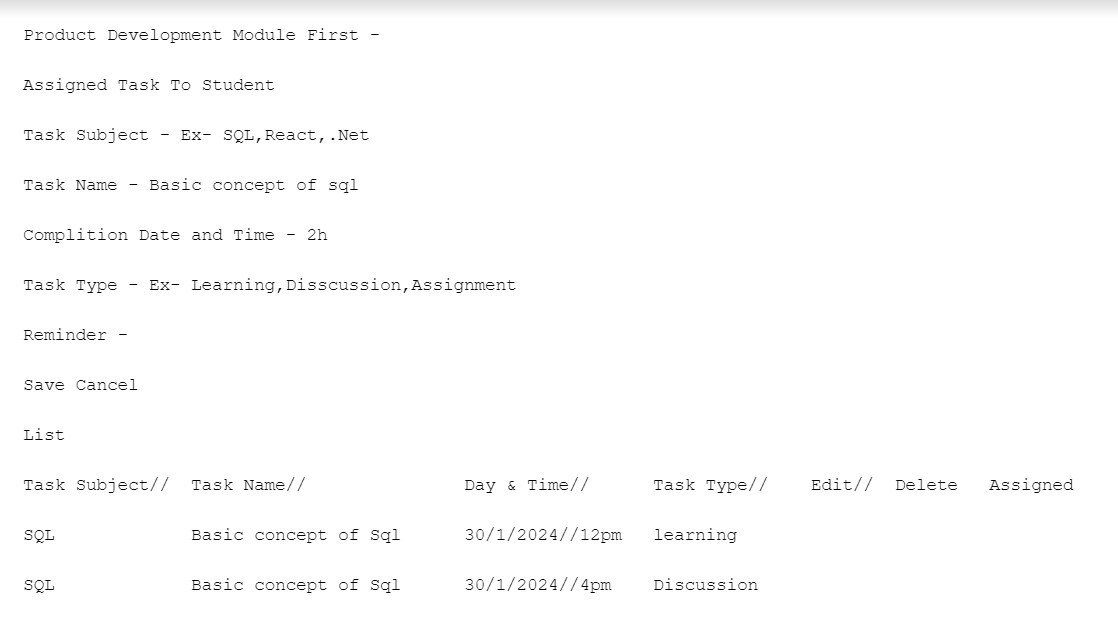 Product Development Module First -
Assigned Task To Student
Task Subject - Ex- SQL,React,.Net
Task Name - Basic concept of sql
Complition Date and Time - 2h
Task Type - Ex- Learning,Disscussion,Assignment
Reminder -
Save Cancel
List
Task Subject// Task Name// Day & Time// Task Type// Edit// Delete Assigned
SQL Basic concept of Sql 30/1/2024//12pm learning
SQL Basic concept of Sql 30/1/2024//4pm Discussion